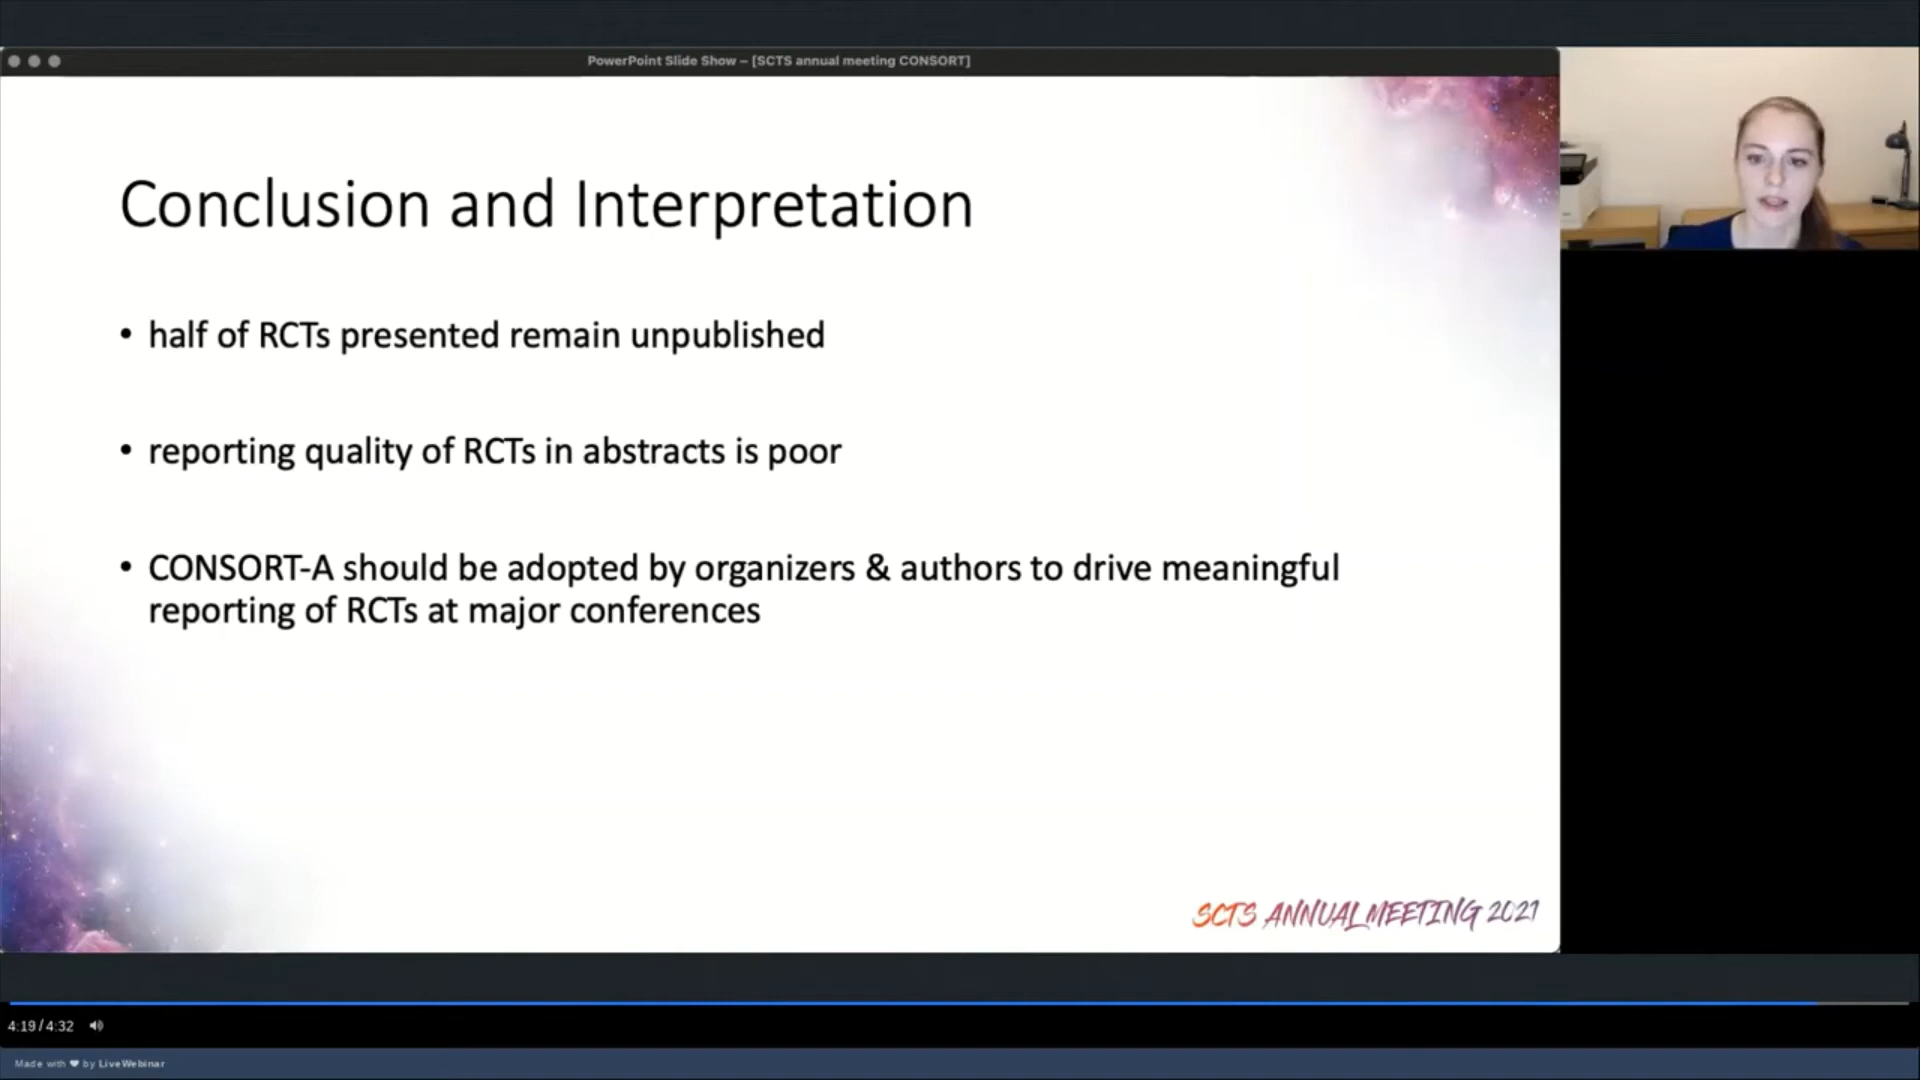 PowerPoint Slide Show – [SCTS annual meeting CONSORT]
Conclusion and Interpretation
• half of RCTs presented remain unpublished
• reporting quality of RCTs in abstracts is poor
• CONSORT-A should be adopted by organizers & authors to drive meaningful
reporting of RCTs at major conferences
SCTS ANNUAL MEETING 2021
4:19 / 4:32
Made with ❤ by LiveWebinar